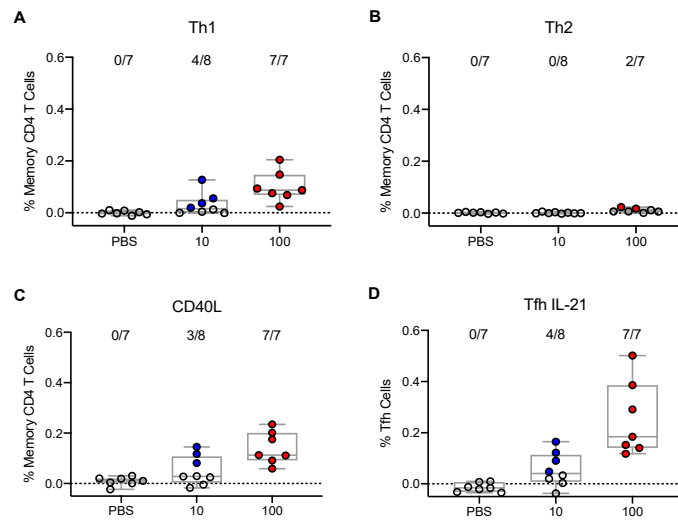 A
Th1
% Memory CD4 T Cells
0.6
0.4
0.2
0.0
0/7 4/8 7/7
PBS 10 100
B
Th2
% Memory CD4 T Cells
0.6
0.4
0.2
0.0
0/7 0/8 2/7
PBS 10 100
C
CD40L
% Memory CD4 T Cells
0.6
0.4
0.2
0.0
0/7 3/8 7/7
PBS 10 100
D
Tfh IL-21
% Tfh Cells
0.6
0.4
0.2
0.0
0/7 4/8 7/7
PBS 10 100